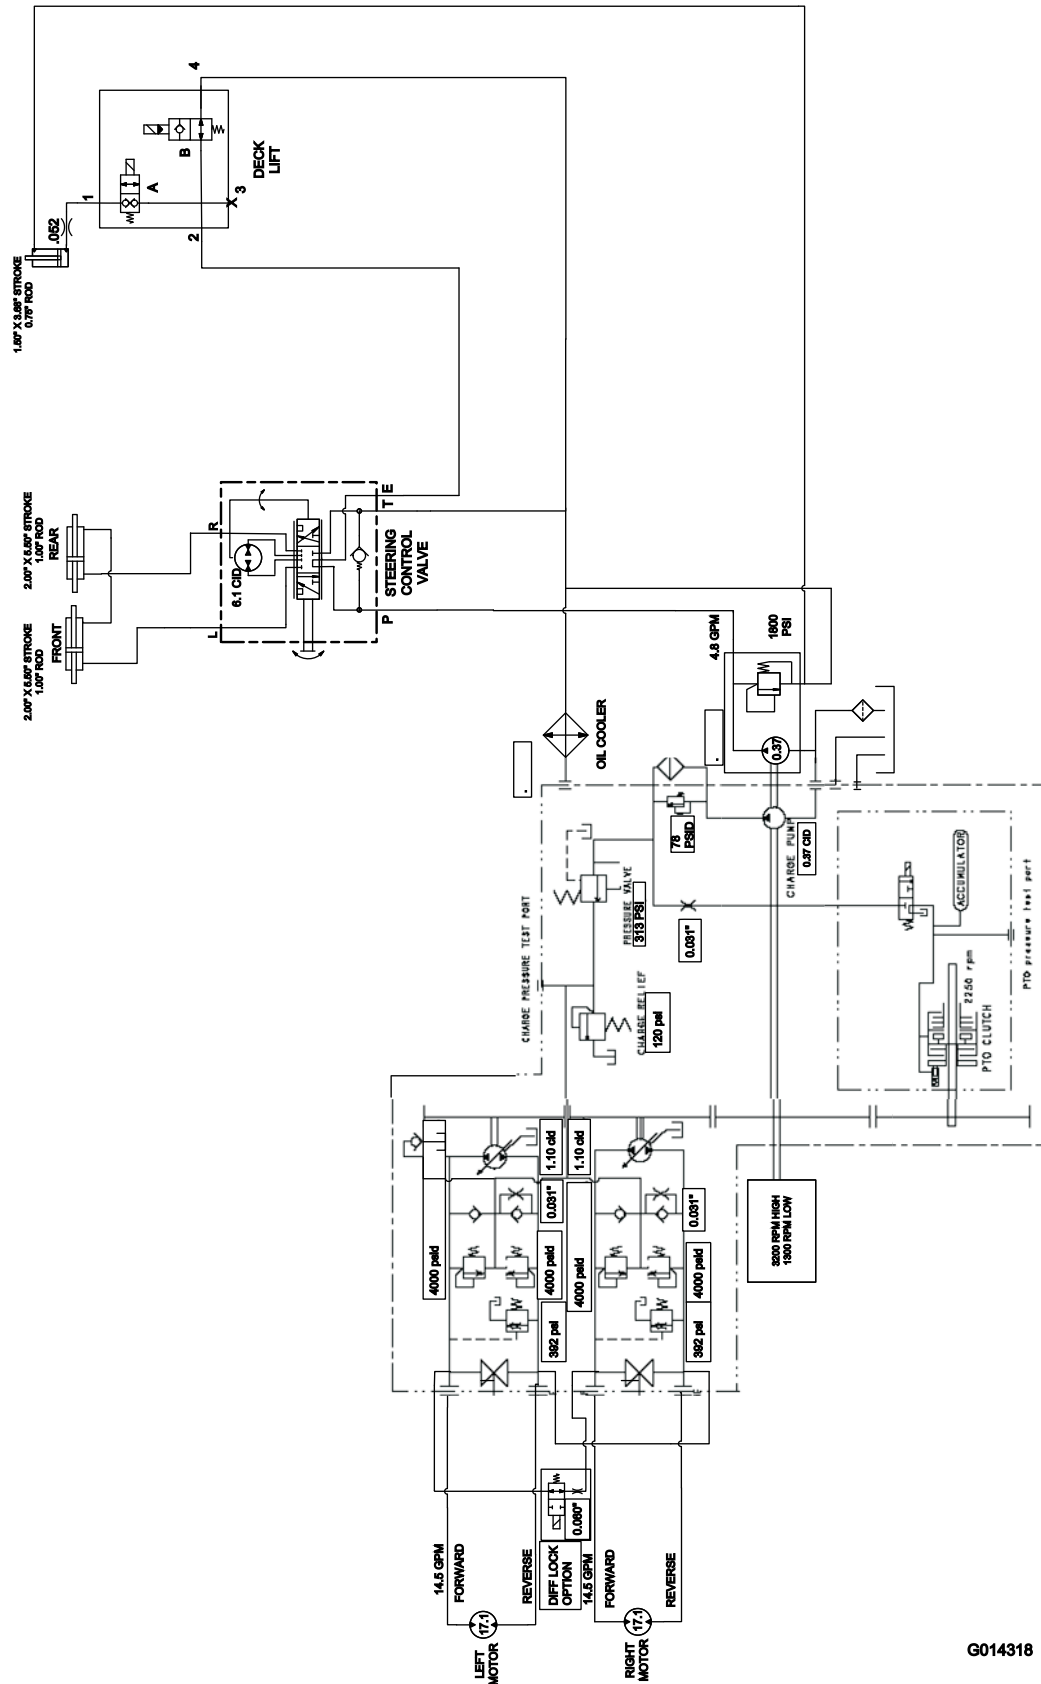 1.50" X 3.86" STROKE
0.75" ROD
.052
1
2
3
4
A
B
DECK
LIFT
2.00" X 5.50" STROKE
1.00" ROD
REAR
2.00" X 5.50" STROKE
1.00" ROD
FRONT
L
R
6.1 CID
P
T
E
STEERING
CONTROL
VALVE
4.8 GPM
1800
PSI
0.37
OIL COOLER
78
PSID
CHARGE PUMP
0.37 CID
CHARGE PRESSURE TEST PORT
PRESSURE VALVE
313 PSI
0.031"
CHARGE RELIEF
120 psi
ACCUMULATOR
2250 rpm
PTO CLUTCH
PTO pressure test port
1.10 cid
1.10 cid
0.031"
0.031"
4000 psid
4000 psid
4000 psid
4000 psid
392 psi
392 psi
3200 RPM HIGH
1300 RPM LOW
14.5 GPM
FORWARD
REVERSE
DIFF LOCK
OPTION
0.060"
14.5 GPM
FORWARD
REVERSE
17.1
LEFT
MOTOR
17.1
RIGHT
MOTOR
G014318